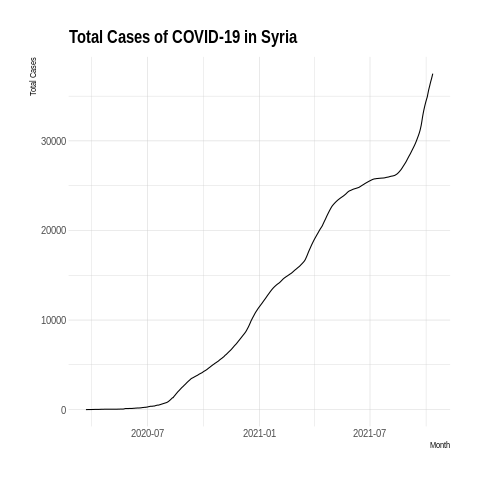 Total Cases of COVID-19 in Syria
Total Cases
30000
20000
10000
0
2020-07 2021-01 2021-07
Month